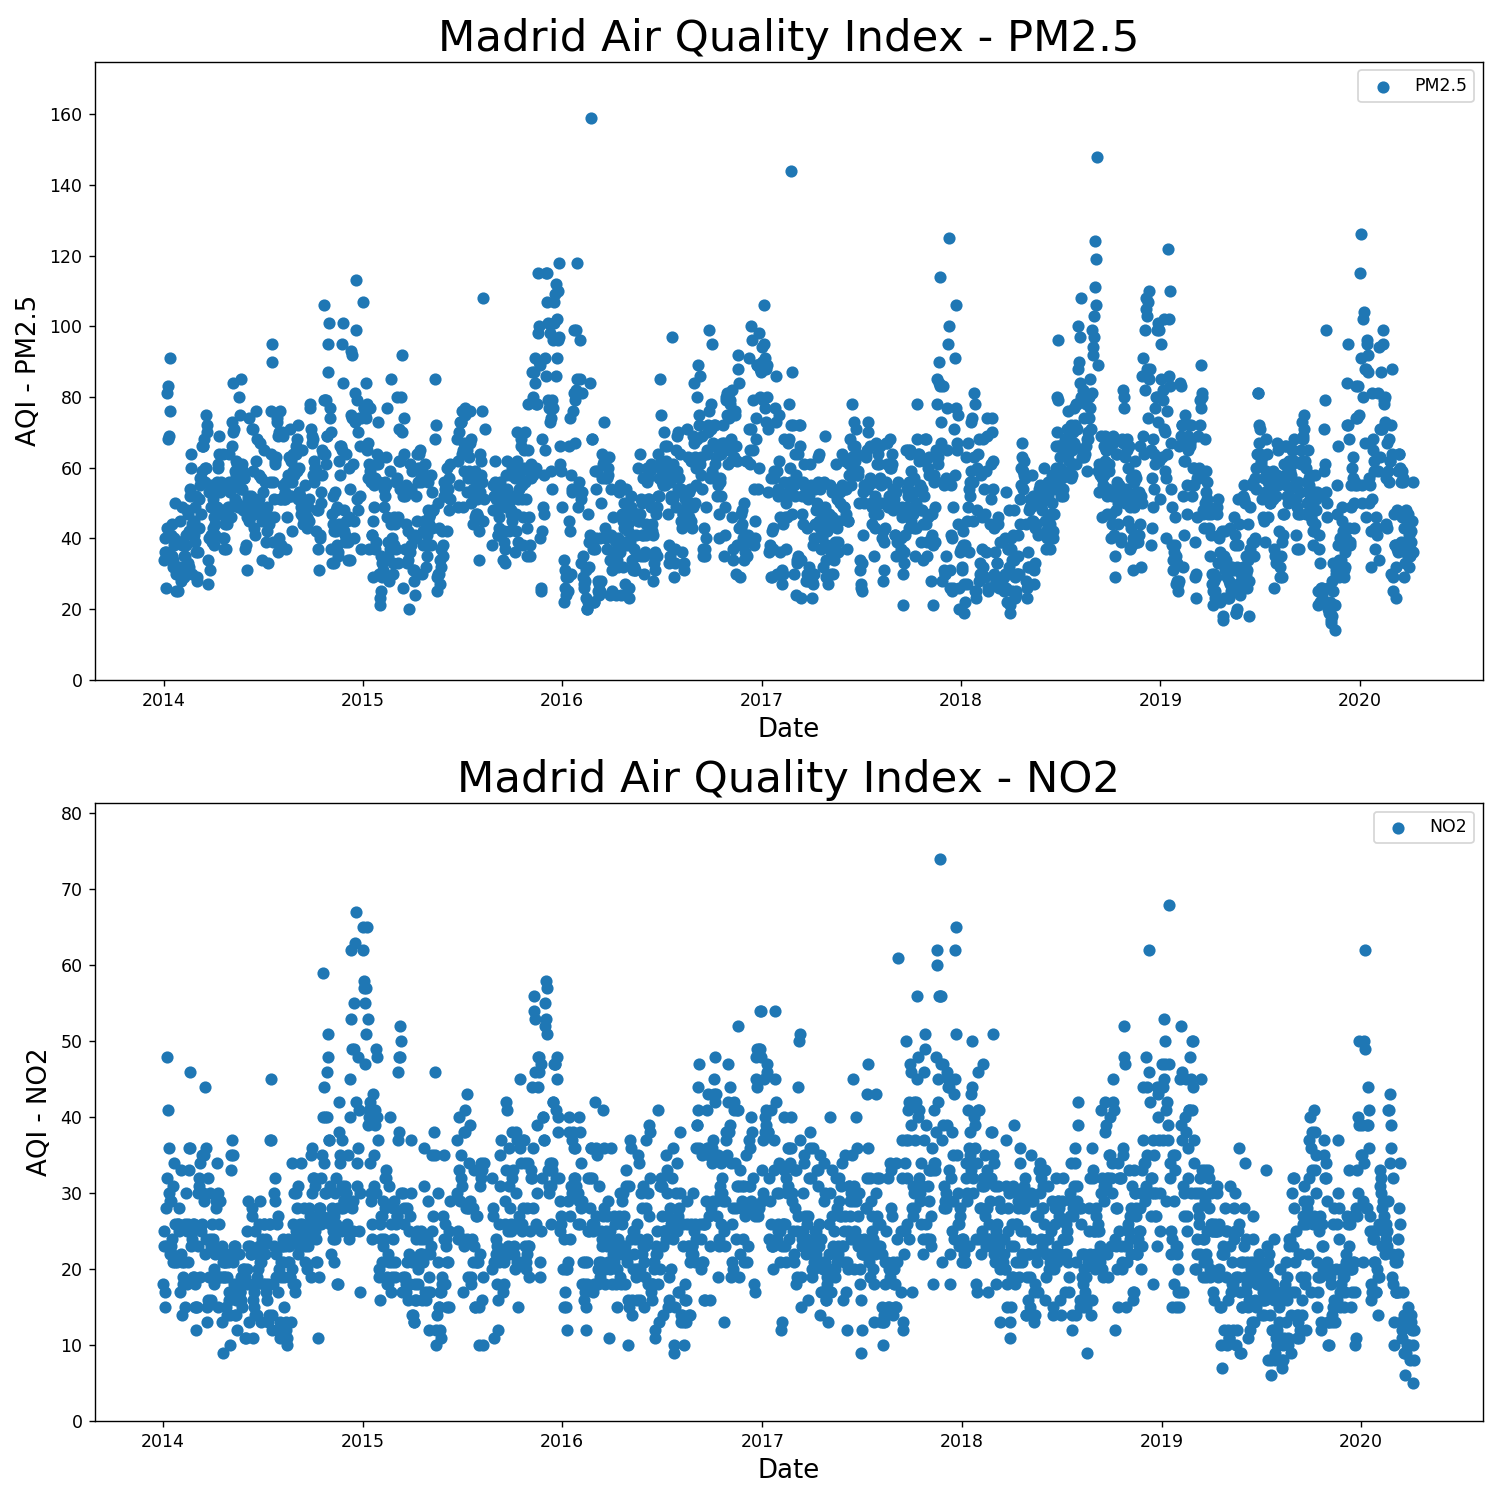 Madrid Air Quality Index - PM2.5
PM2.5
AQI - PM2.5
160
140
120
100
80
60
40
20
0
2014 2015 2016 2017 2018 2019 2020
Date
Madrid Air Quality Index - NO2
NO2
AQI - NO2
80
70
60
50
40
30
20
10
0
2014 2015 2016 2017 2018 2019 2020
Date